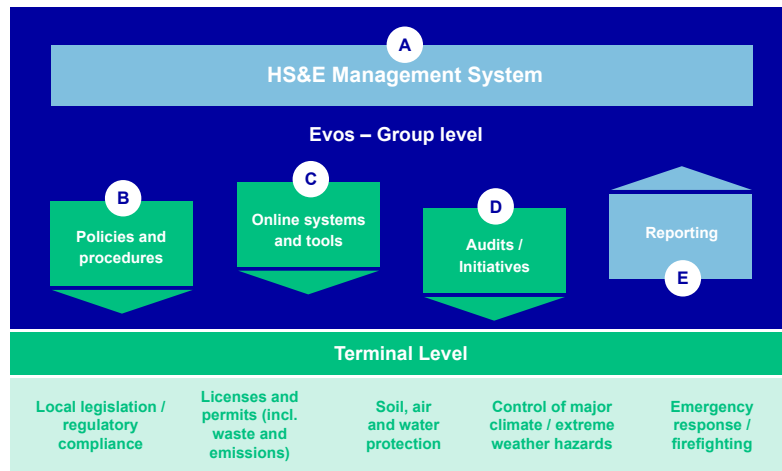 A
HS&E Management System
Evos – Group level
B
Policies and
procedures
C
Online systems
and tools
D
Audits /
Initiatives
Reporting
E
Terminal Level
Local legislation /
regulatory
compliance
Licenses and
permits (incl.
waste and
emissions)
Soil, air
and water
protection
Control of major
climate / extreme
weather hazards
Emergency
response /
firefighting